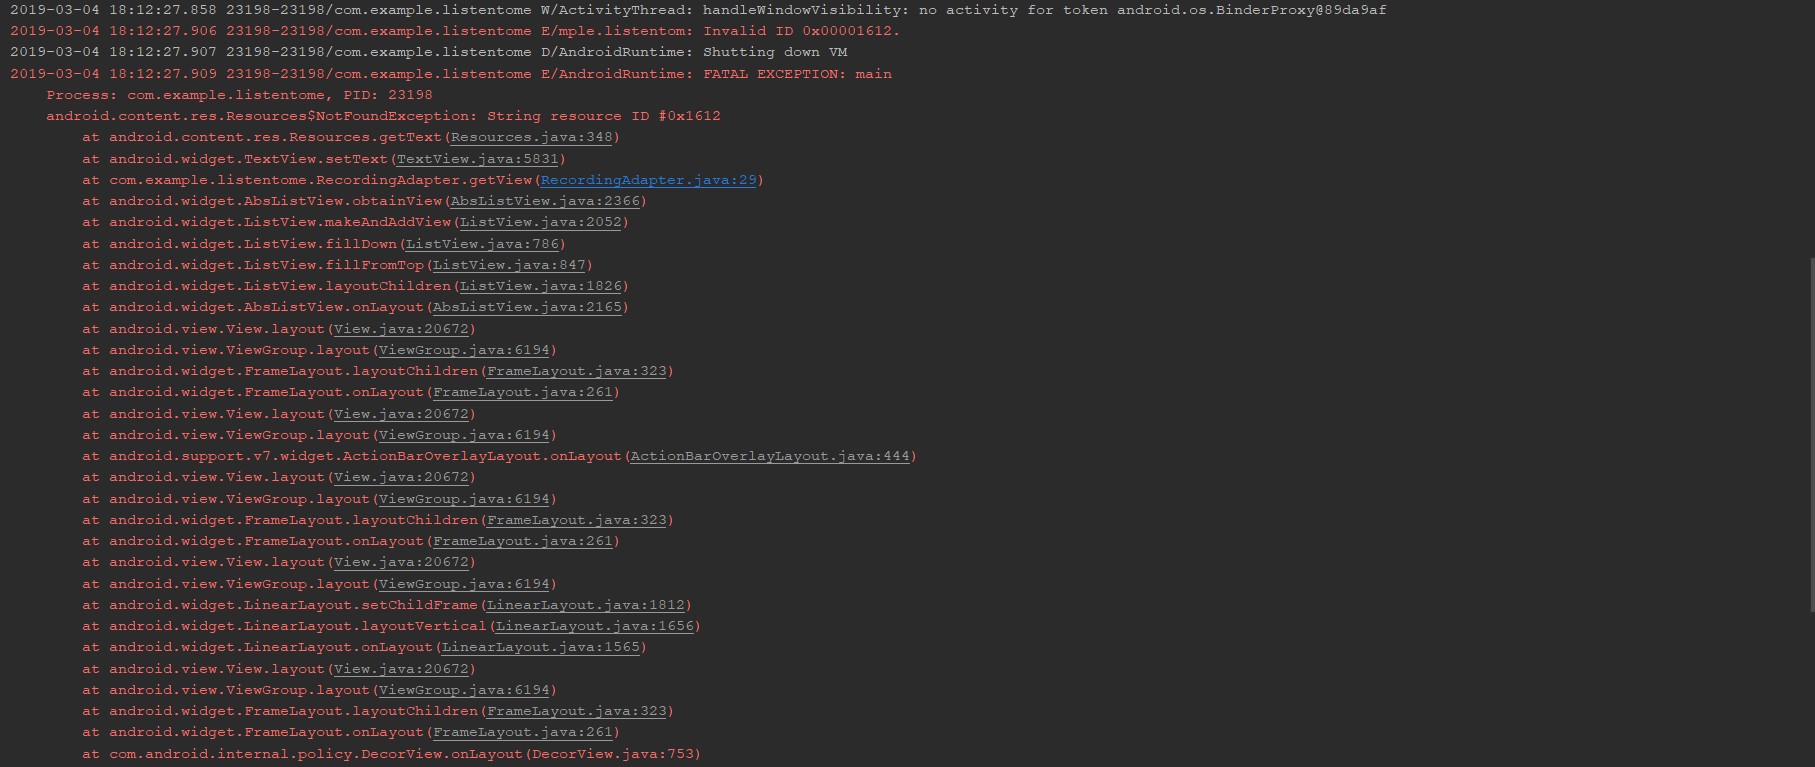 2019-03-04 18:12:27.858 23198-23198/com.example.listentome W/ActivityThread: handleWindowVisibility: no activity for token android.os.BinderProxy@89da9af
2019-03-04 18:12:27.906 23198-23198/com.example.listentome E/mple.listentom: Invalid ID 0x00001612.
2019-03-04 18:12:27.907 23198-23198/com.example.listentome D/AndroidRuntime: Shutting down VM
2019-03-04 18:12:27.909 23198-23198/com.example.listentome E/AndroidRuntime: FATAL EXCEPTION: main
    Process: com.example.listentome, PID: 23198
    android.content.res.Resources$NotFoundException: String resource ID #0x1612
        at android.content.res.Resources.getText(Resources.java:348)
        at android.widget.TextView.setText(TextView.java:5831)
        at com.example.listentome.RecordingAdapter.getView(RecordingAdapter.java:29)
        at android.widget.AbsListView.obtainView(AbsListView.java:2366)
        at android.widget.ListView.makeAndAddView(ListView.java:2052)
        at android.widget.ListView.fillDown(ListView.java:786)
        at android.widget.ListView.fillFromTop(ListView.java:847)
        at android.widget.ListView.layoutChildren(ListView.java:1826)
        at android.widget.AbsListView.onLayout(AbsListView.java:2165)
        at android.view.View.layout(View.java:20672)
        at android.view.ViewGroup.layout(ViewGroup.java:6194)
        at android.widget.FrameLayout.layoutChildren(FrameLayout.java:323)
        at android.widget.FrameLayout.onLayout(FrameLayout.java:261)
        at android.view.View.layout(View.java:20672)
        at android.view.ViewGroup.layout(ViewGroup.java:6194)
        at android.support.v7.widget.ActionBarOverlayLayout.onLayout(ActionBarOverlayLayout.java:444)
        at android.view.View.layout(View.java:20672)
        at android.view.ViewGroup.layout(ViewGroup.java:6194)
        at android.widget.FrameLayout.layoutChildren(FrameLayout.java:323)
        at android.widget.FrameLayout.onLayout(FrameLayout.java:261)
        at android.view.View.layout(View.java:20672)
        at android.view.ViewGroup.layout(ViewGroup.java:6194)
        at android.widget.LinearLayout.setChildFrame(LinearLayout.java:1812)
        at android.widget.LinearLayout.layoutVertical(LinearLayout.java:1656)
        at android.widget.LinearLayout.onLayout(LinearLayout.java:1565)
        at android.view.View.layout(View.java:20672)
        at android.view.ViewGroup.layout(ViewGroup.java:6194)
        at android.widget.FrameLayout.layoutChildren(FrameLayout.java:323)
        at android.widget.FrameLayout.onLayout(FrameLayout.java:261)
        at com.android.internal.policy.DecorView.onLayout(DecorView.java:753)